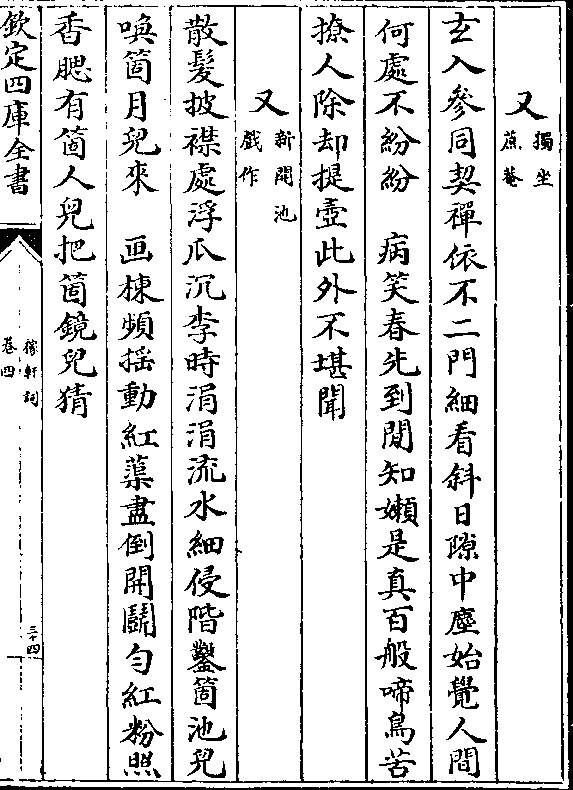 又獨坐
蔗菴
玄入參同契禪依不二門細看斜日隙中塵始覺人間
何處不紛紛　病笑春先到閒知嬾是真百般啼鳥苦
撩人除却提壺此外不堪聞
又新開池
戲作
散髮披襟處浮瓜沉李時涓涓流水細侵階鑿箇池兒
喚箇月兒來　画棟頻搖動紅蕖盡倒開鬭勻紅粉照
香腮有箇人兒把箇鏡兒猜
欽定四庫全書
稼軒詞
卷四
三十四